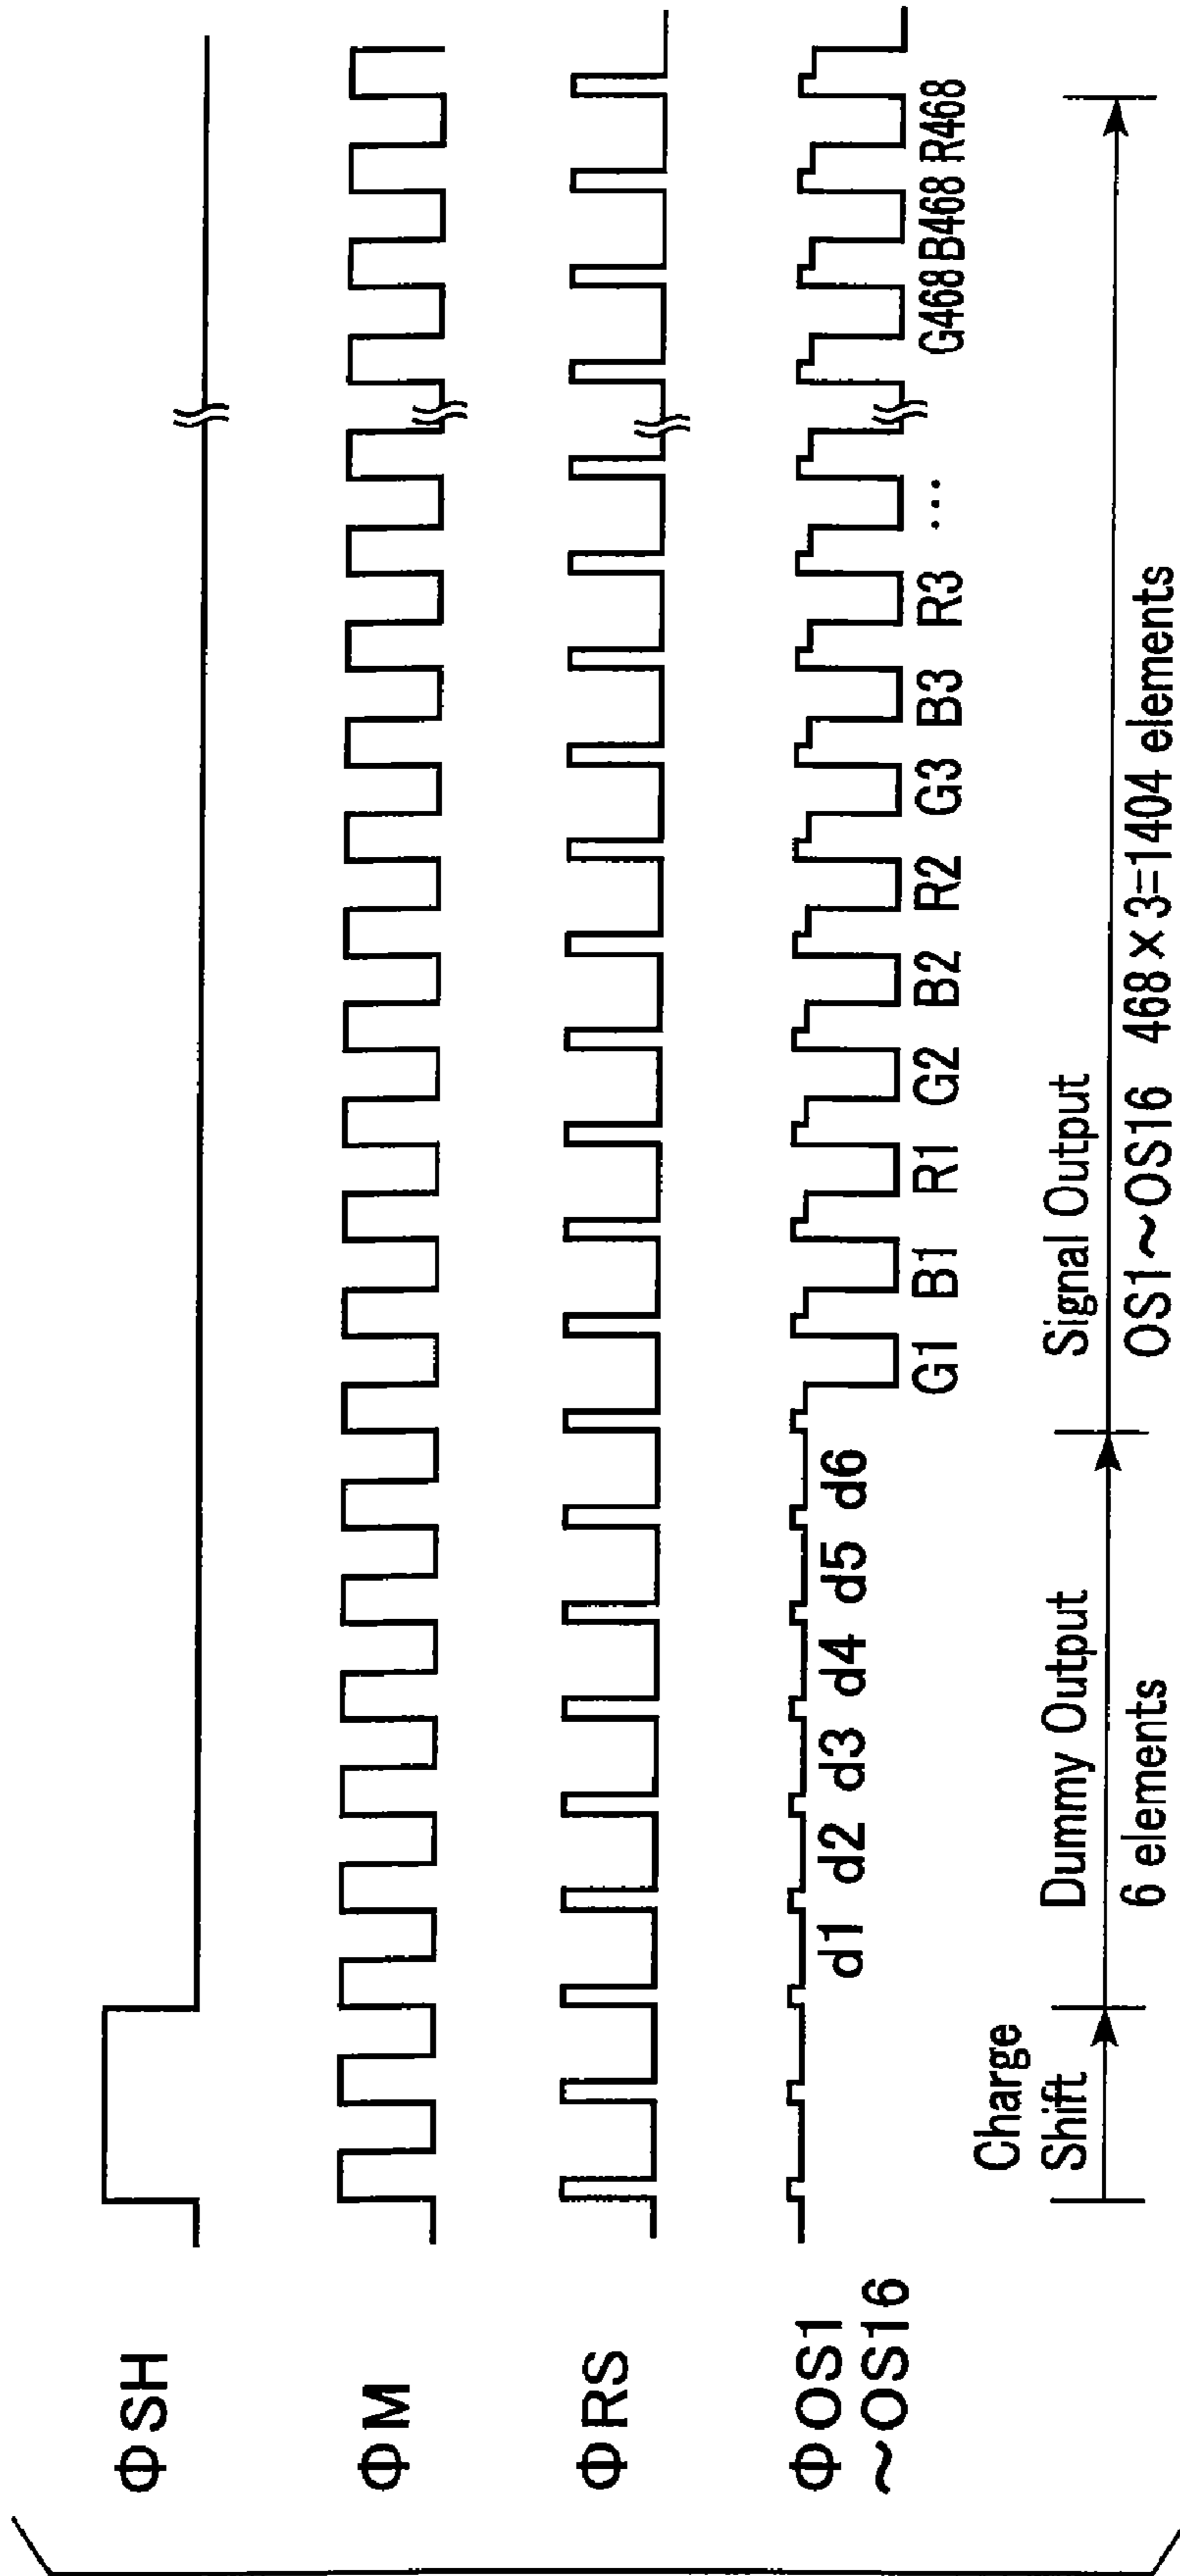 ΦSH
ΦM
ΦRS
ΦOS1
~OS16
d1 d2 d3 d4 d5 d6
G1 B1 R1 G2 B2 R2 G3 B3 R3 ... G468 B468 R468
Charge
Shift
Dummy Output
6 elements
Signal Output
OS1~OS16 468×3=1404 elements